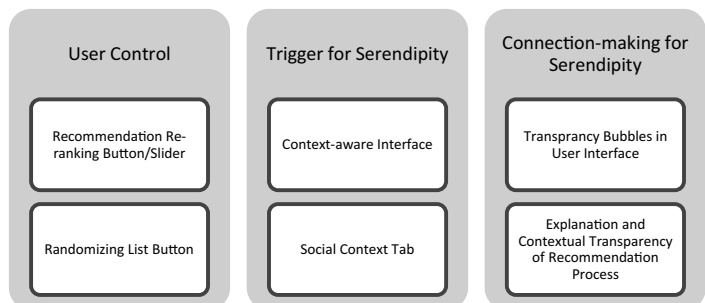 User Control
Recommendation Re-
ranking Button/Slider
Randomizing List Button
Trigger for Serendipity
Context-aware Interface
Social Context Tab
Connection-making for
Serendipity
Transprancy Bubbles in
User Interface
Explanation and
Contextual Transparency
of Recommendation
Process